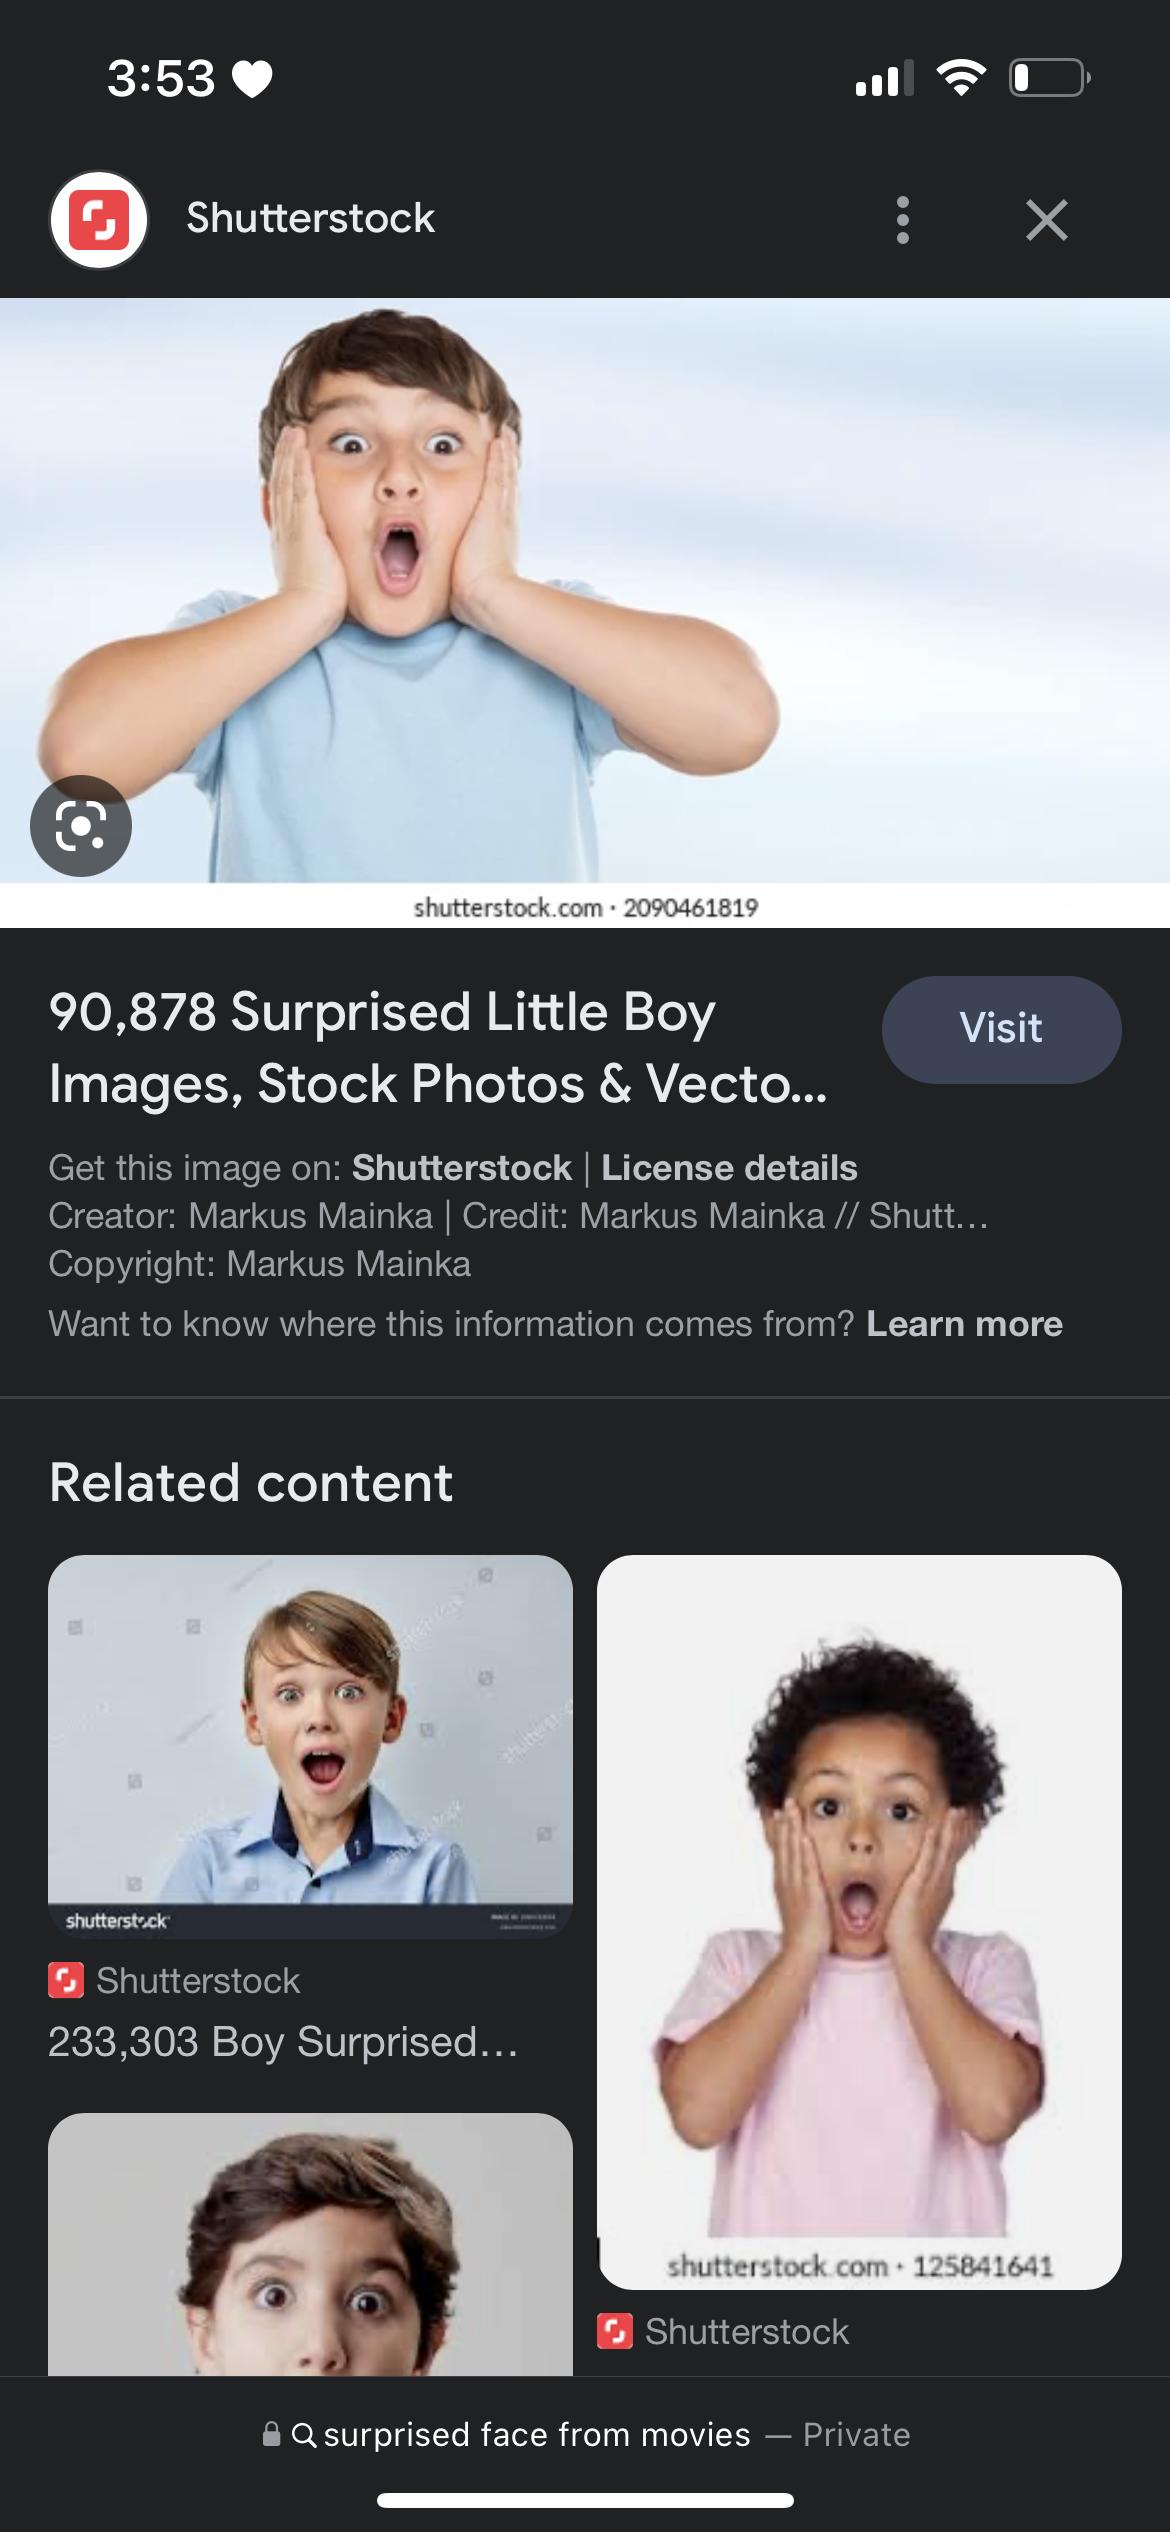 3:53
Shutterstock
shutterstock.com · 2090461819
90,878 Surprised Little Boy
Images, Stock Photos & Vecto...
Visit
Get this image on: Shutterstock | License details
Creator: Markus Mainka | Credit: Markus Mainka // Shutt...
Copyright: Markus Mainka
Want to know where this information comes from? Learn more
Related content
shutterstock
Shutterstock
233,303 Boy Surprised...
shutterstock.com · 125841641
Shutterstock
surprised face from movies — Private